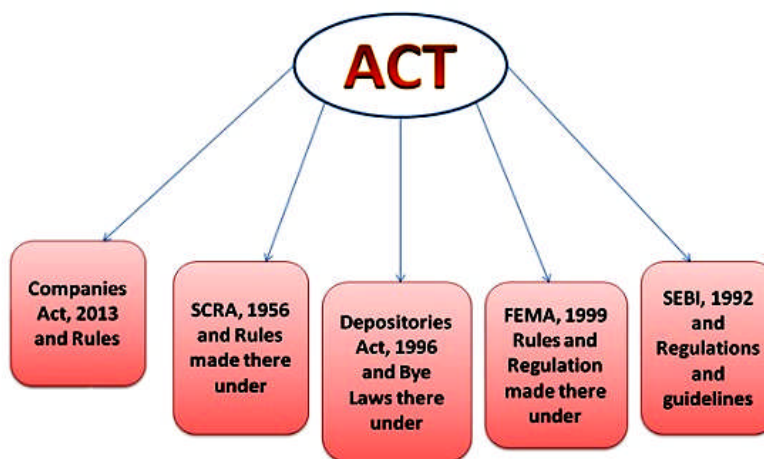 ACT
Companies
Act, 2013
and Rules
SCRA, 1956
and Rules
made there
under
Depositories
Act, 1996
and Bye
Laws there
under
FEMA, 1999
Rules and
Regulation
made there
under
SEBI, 1992
and
Regulations
and
guidelines